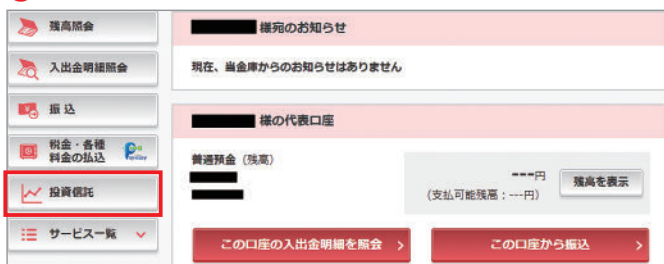 残高照会
入出金明細照会
振込
税金・各種
料金の払込
投資信託
サービス一覧
様宛のお知らせ
現在、当金庫からのお知らせはありません
様の代表口座
普通預金（残高）
---円
（支払可能残高：---円）
残高を表示
この口座の入出金明細を照会
この口座から振込